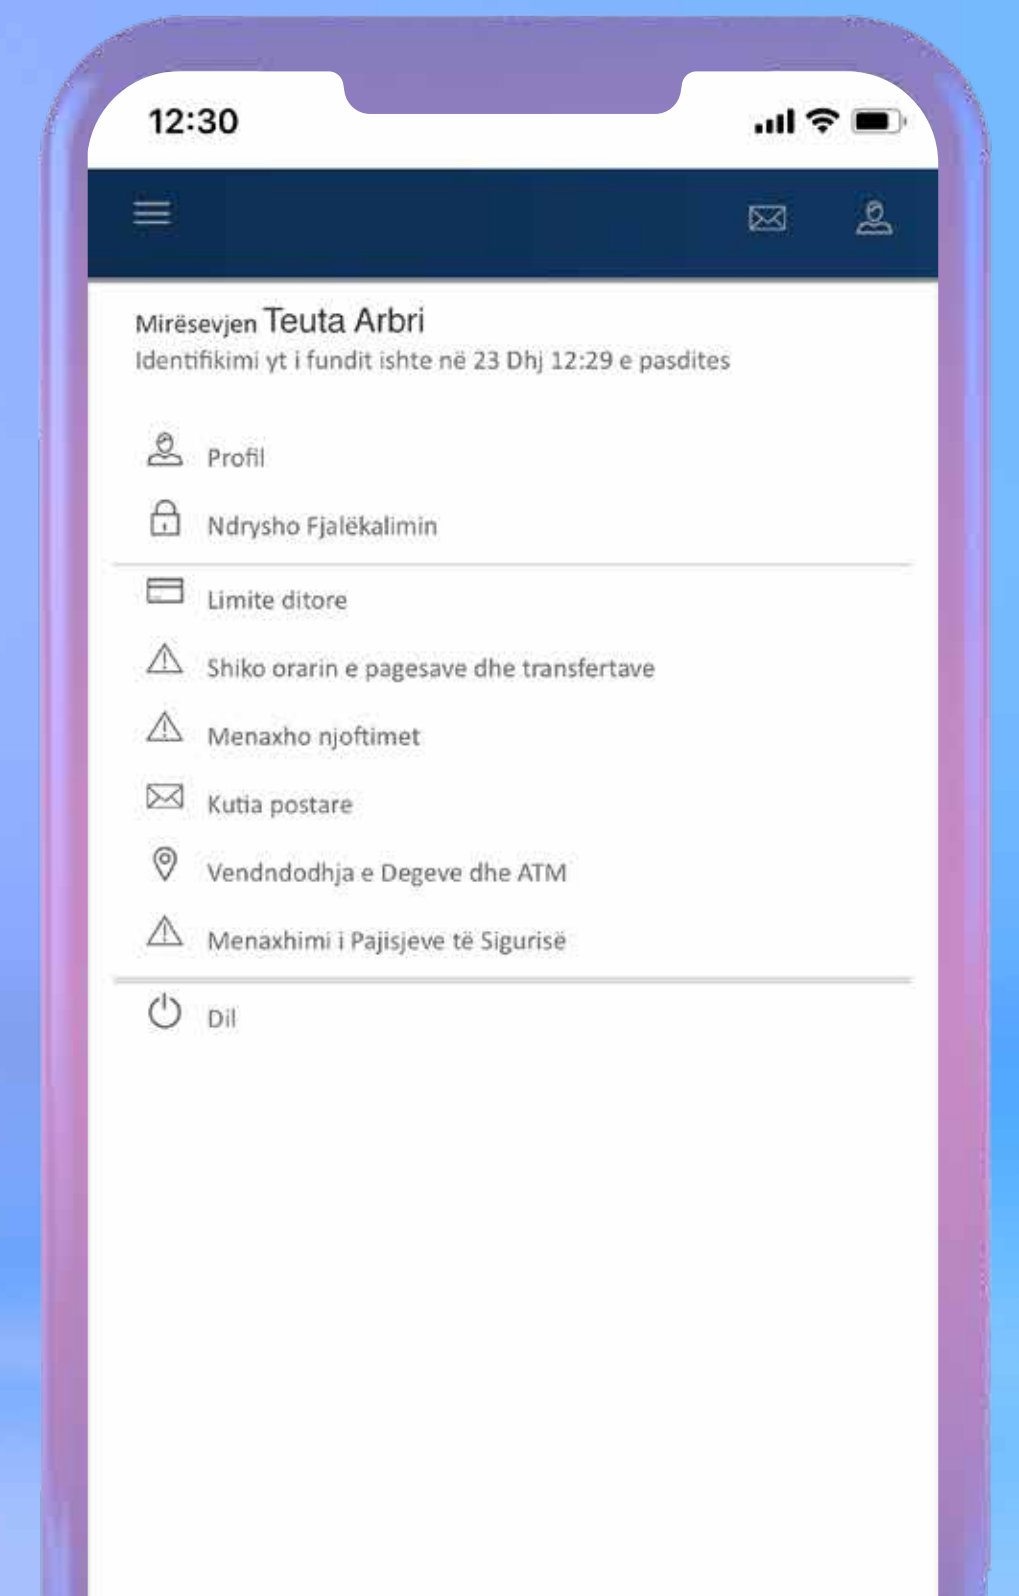 12:30
Mirësevjen Teuta Arbri
Identifikimi yt i fundit ishte në 23 Dhj 12:29 e pasdites
Profil
Ndrysho Fjalëkalimin
Limite ditore
Shiko orarin e pagesave dhe transfertave
Menaxho njoftimet
Kutia postare
Vendndodhja e Degeve dhe ATM
Menaxhimi i Pajisjeve të Sigurisë
Dil